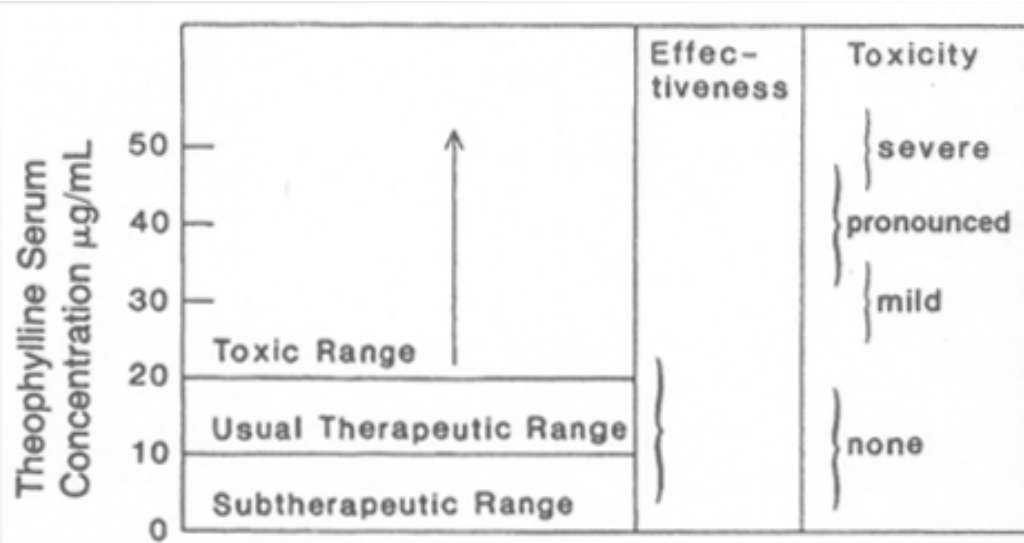 Theophylline Serum
Concentration µg/mL
50
40
30
20
10
0
Toxic Range
Usual Therapeutic Range
Subtherapeutic Range
Effec-
tiveness
Toxicity
severe
pronounced
mild
none